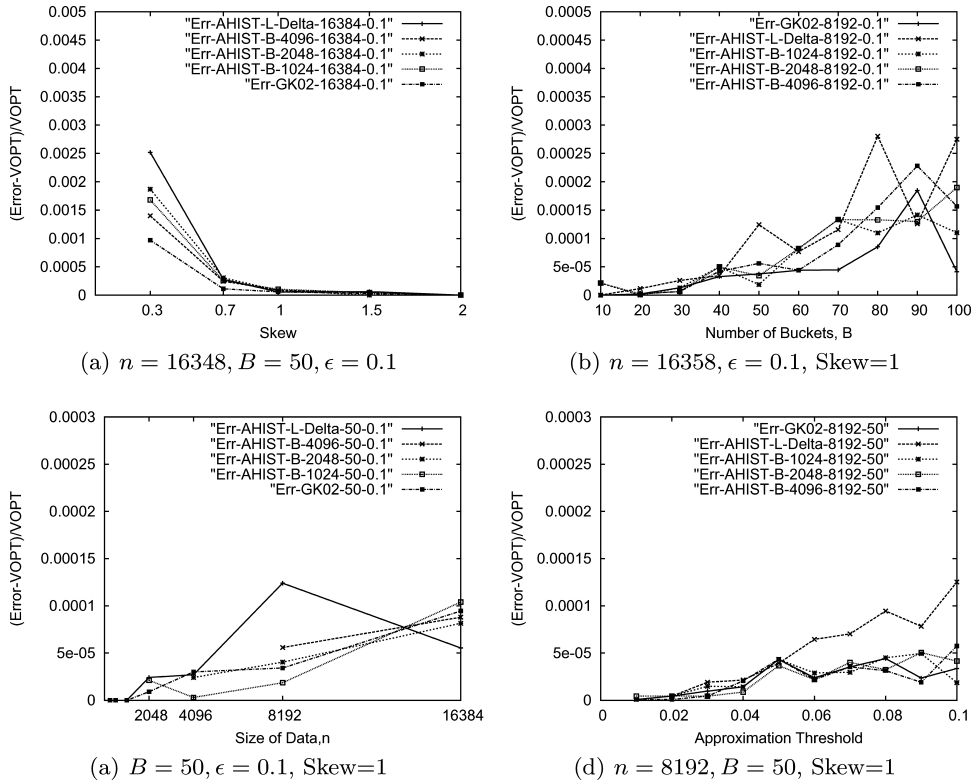 0.005
0.0045
0.004
0.0035
0.003
0.0025
0.002
0.0015
0.001
0.0005
0
(Error-VOPT)/VOPT
"Err-AHIST-L-Delta-16384-0.1"
"Err-AHIST-B-4096-16384-0.1"
"Err-AHIST-B-2048-16384-0.1"
"Err-AHIST-B-1024-16384-0.1"
"Err-GK02-16384-0.1"
0.3 0.7 1 1.5 2
Skew
(a) n = 16348, B = 50, ϵ = 0.1
0.0005
0.00045
0.0004
0.00035
0.0003
0.00025
0.0002
0.00015
0.0001
5e-05
0
(Error-VOPT)/VOPT
"Err-GK02-8192-0.1"
"Err-AHIST-L-Delta-8192-0.1"
"Err-AHIST-B-1024-8192-0.1"
"Err-AHIST-B-2048-8192-0.1"
"Err-AHIST-B-4096-8192-0.1"
10 20 30 40 50 60 70 80 90 100
Number of Buckets, B
(b) n = 16358, ϵ = 0.1, Skew=1
0.0003
0.00025
0.0002
0.00015
0.0001
5e-05
0
(Error-VOPT)/VOPT
"Err-AHIST-L-Delta-50-0.1"
"Err-AHIST-B-4096-50-0.1"
"Err-AHIST-B-2048-50-0.1"
"Err-AHIST-B-1024-50-0.1"
"Err-GK02-50-0.1"
2048 4096 8192 16384
Size of Data,n
(a) B = 50, ϵ = 0.1, Skew=1
0.0003
0.00025
0.0002
0.00015
0.0001
5e-05
0
(Error-VOPT)/VOPT
"Err-GK02-8192-50"
"Err-AHIST-L-Delta-8192-50"
"Err-AHIST-B-1024-8192-50"
"Err-AHIST-B-2048-8192-50"
"Err-AHIST-B-4096-8192-50"
0 0.02 0.04 0.06 0.08 0.1
Approximation Threshold
(d) n = 8192, B = 50, Skew=1